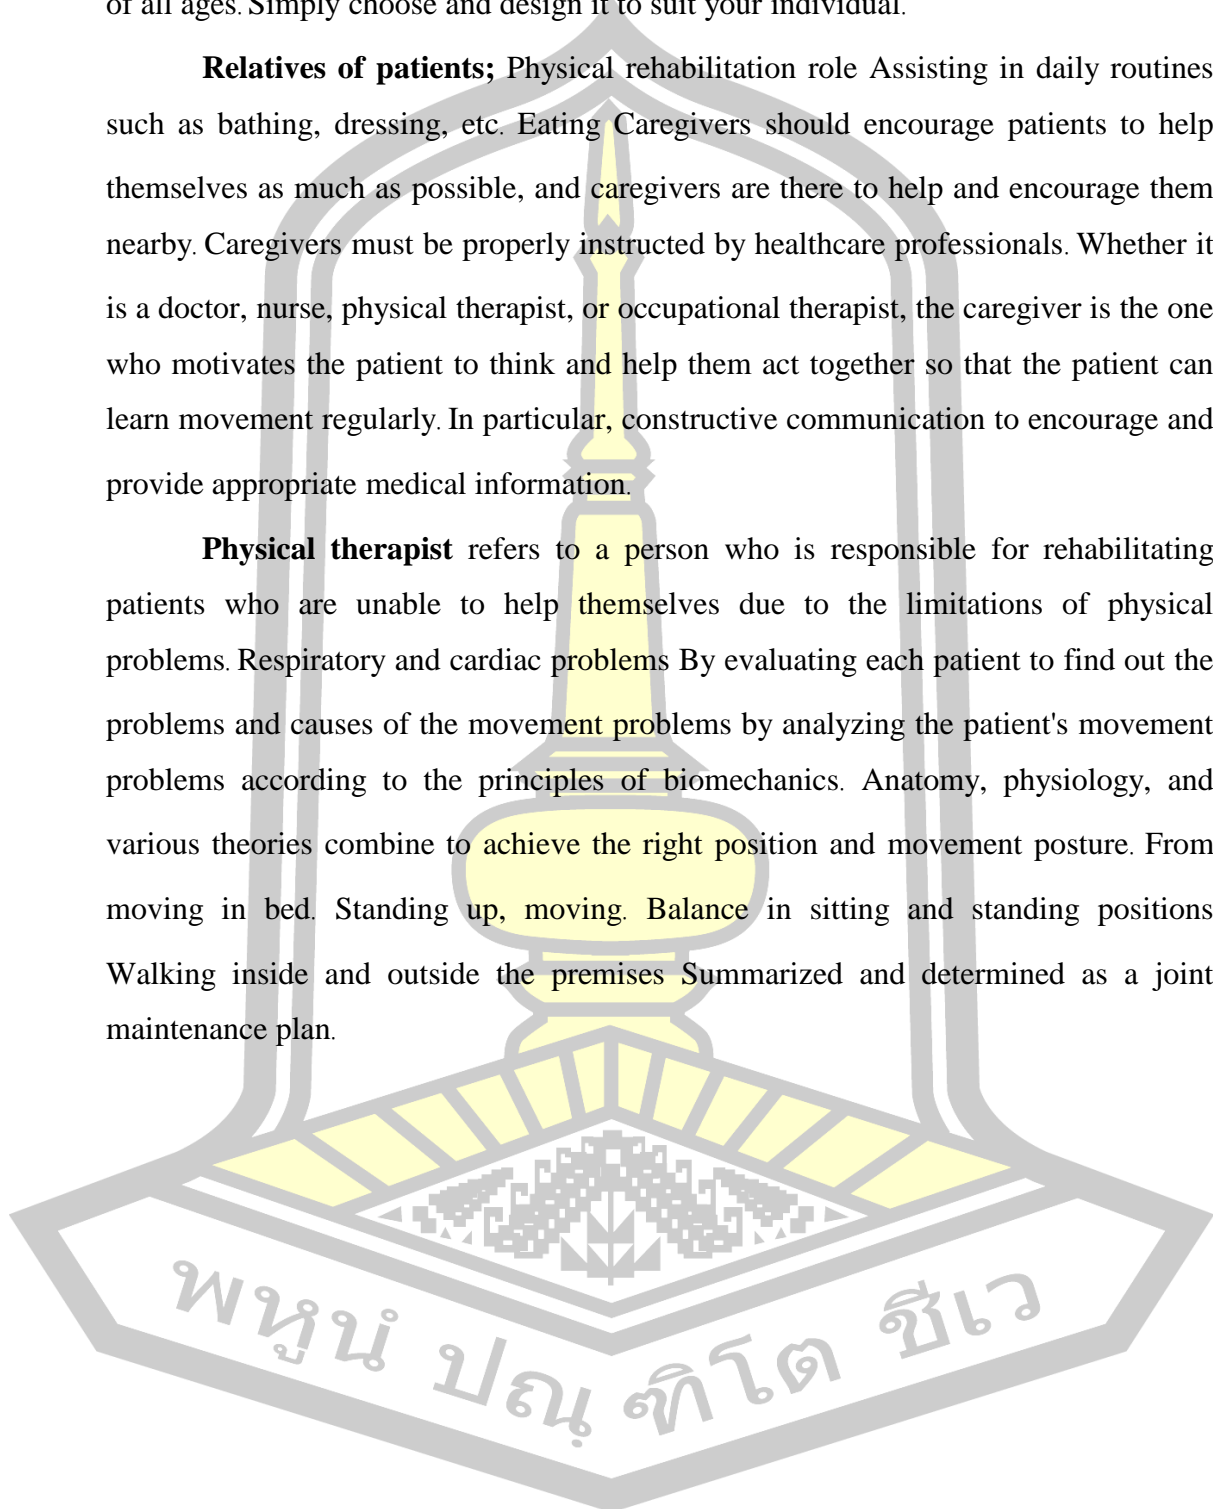 of all ages. Simply choose and design it to suit your individual.
Relatives of patients; Physical rehabilitation role Assisting in daily routines
such as bathing, dressing, etc. Eating Caregivers should encourage patients to help
themselves as much as possible, and caregivers are there to help and encourage them
nearby. Caregivers must be properly instructed by healthcare professionals. Whether it
is a doctor, nurse, physical therapist, or occupational therapist, the caregiver is the one
who motivates the patient to think and help them act together so that the patient can
learn movement regularly. In particular, constructive communication to encourage and
provide appropriate medical information.
Physical therapist refers to a person who is responsible for rehabilitating
patients who are unable to help themselves due to the limitations of physical
problems. Respiratory and cardiac problems By evaluating each patient to find out the
problems and causes of the movement problems by analyzing the patient's movement
problems according to the principles of biomechanics. Anatomy, physiology, and
various theories combine to achieve the right position and movement posture. From
moving in bed. Standing up, moving. Balance in sitting and standing positions
Walking inside and outside the premises Summarized and determined as a joint
maintenance plan.
พหูนํ ปณฺฑิโต ชีเว